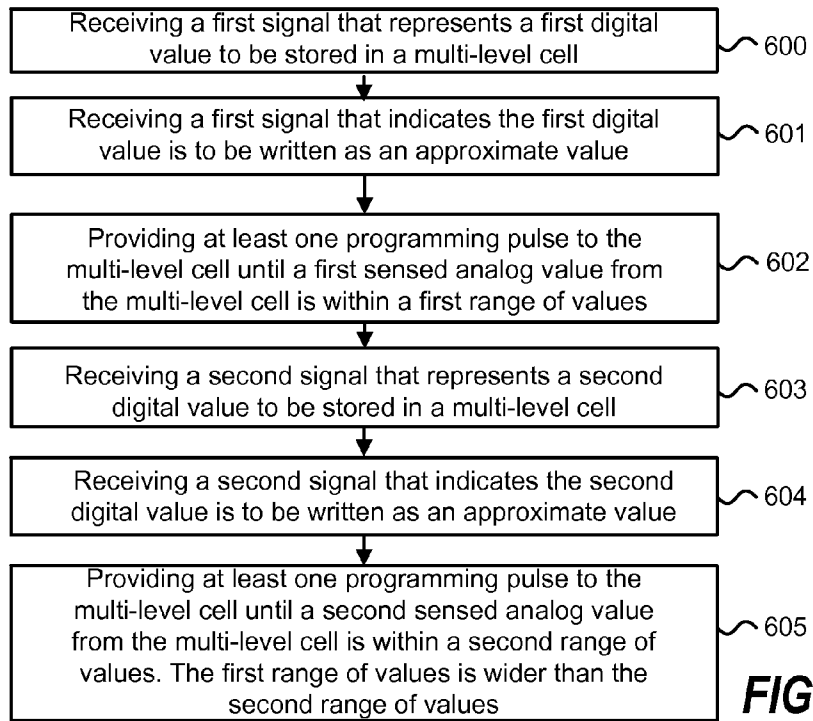 Receiving a first signal that represents a first digital
value to be stored in a multi-level cell
600
Receiving a first signal that indicates the first digital
value is to be written as an approximate value
601
Providing at least one programming pulse to the
multi-level cell until a first sensed analog value from
the multi-level cell is within a first range of values
602
Receiving a second signal that represents a second
digital value to be stored in a multi-level cell
603
Receiving a second signal that indicates the second
digital value is to be written as an approximate value
604
Providing at least one programming pulse to the
multi-level cell until a second sensed analog value
from the multi-level cell is within a second range of
values. The first range of values is wider than the
second range of values
605
FIG